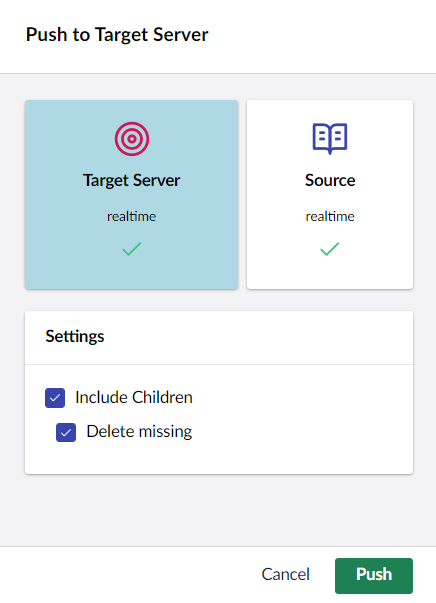 Push to Target Server
Target Server
realtime
Source
realtime
Settings
Include Children
Delete missing
Cancel
Push